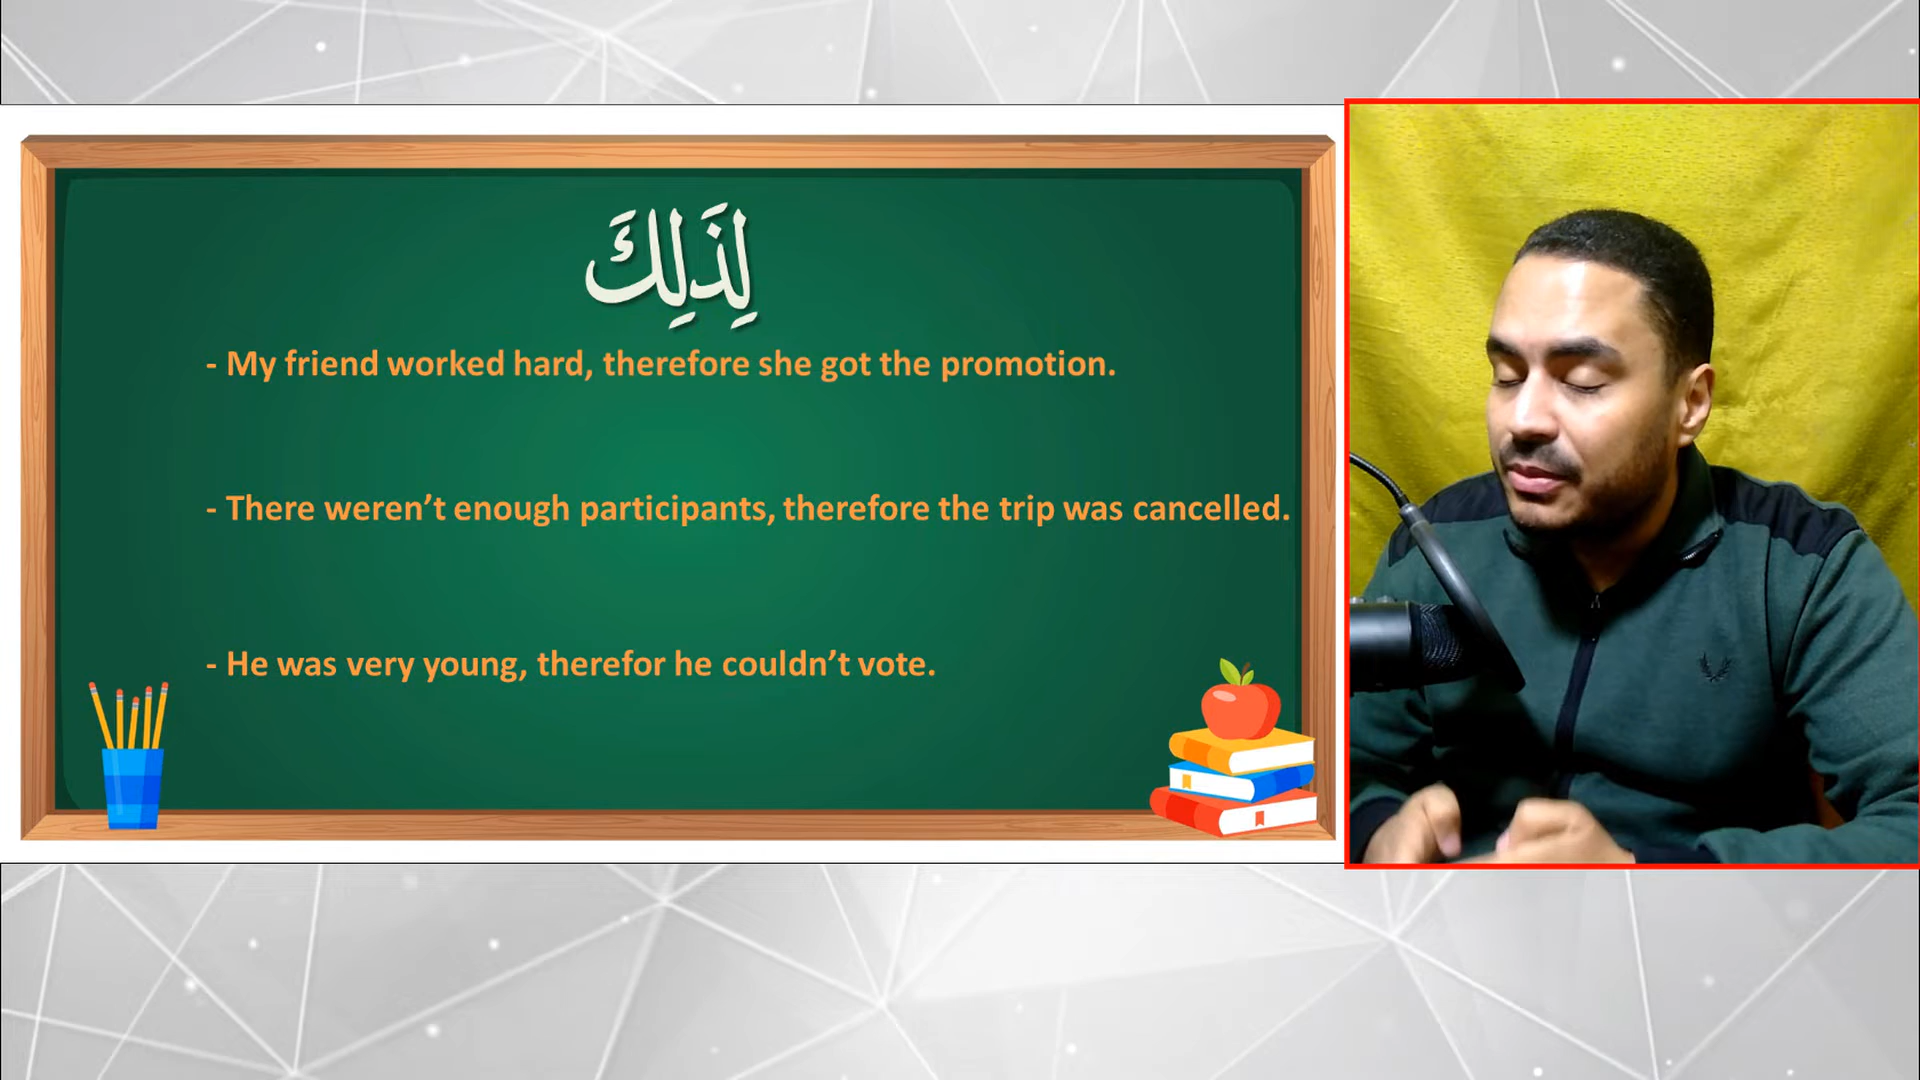 لِذَلِكَ
- My friend worked hard, therefore she got the promotion.
- There weren’t enough participants, therefore the trip was cancelled.
- He was very young, therefor he couldn’t vote.